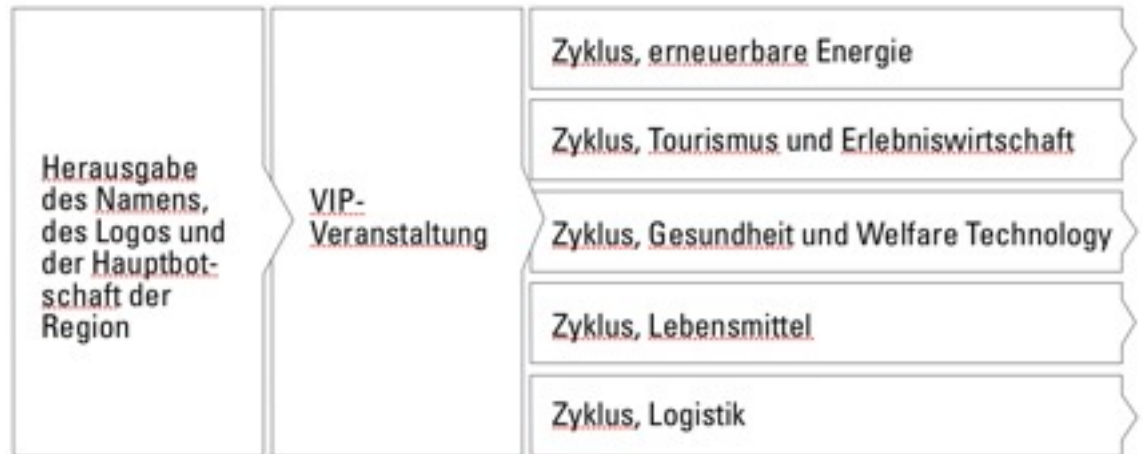 Herausgabe
des Namens,
des Logos und
der Hauptbot-
schaft der
Region
VIP-
Veranstaltung
Zyklus, erneuerbare Energie
Zyklus, Tourismus und Erlebniswirtschaft
Zyklus, Gesundheit und Welfare Technology
Zyklus, Lebensmittel
Zyklus, Logistik